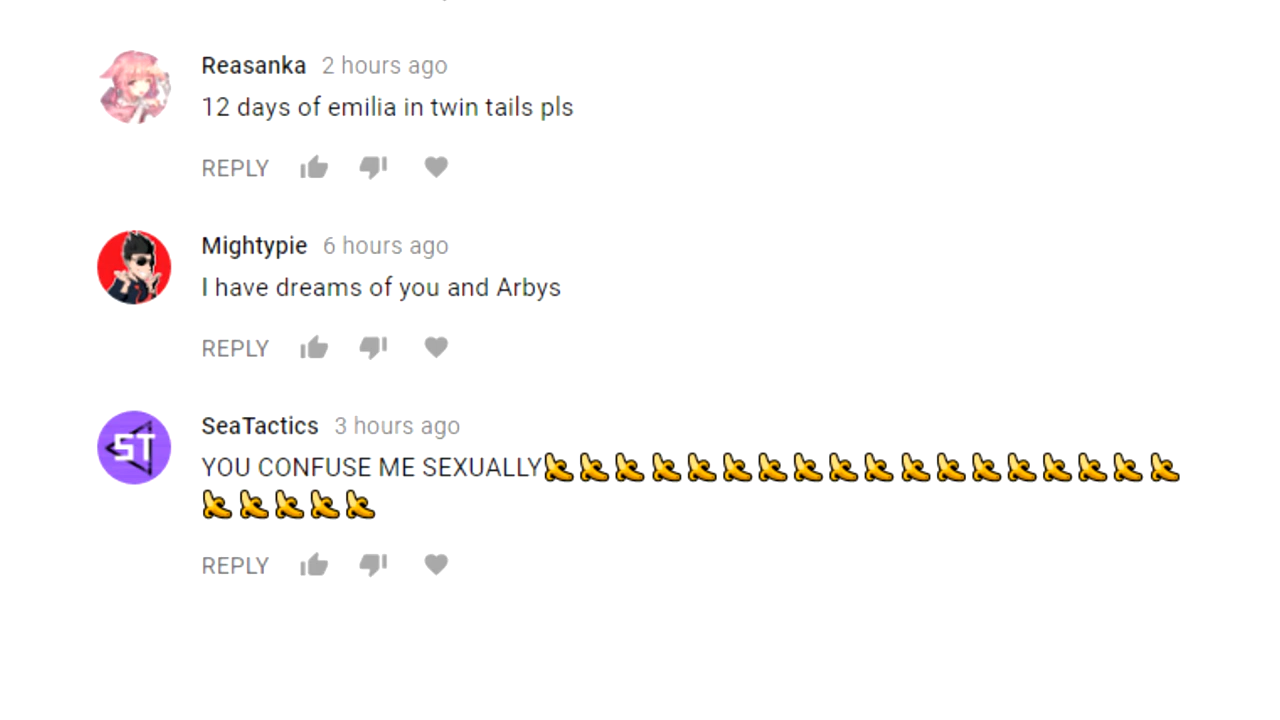 Reasanka 2 hours ago
12 days of emilia in twin tails pls
REPLY
Mightypie 6 hours ago
I have dreams of you and Arbys
REPLY
ST
SeaTactics 3 hours ago
YOU CONFUSE ME SEXUALLY🍌🍌🍌🍌🍌🍌🍌🍌🍌🍌🍌🍌🍌🍌🍌🍌🍌🍌
🍌🍌🍌🍌🍌
REPLY